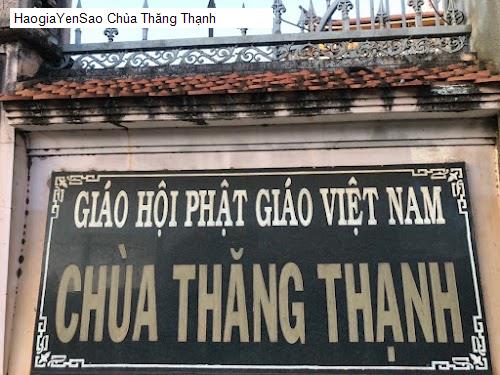 HaogiaYenSao Chùa Thăng Thạnh
GIÁO HỘI PHẬT GIÁO VIỆT NAM
CHÙA THĂNG THẠNH